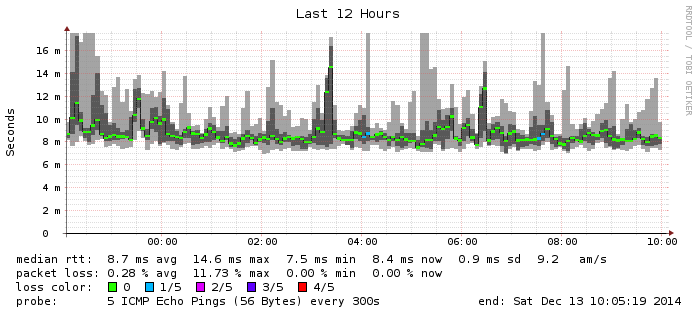 Last 12 Hours
RRDTOOL / TOBI OETIKER
Seconds
16 m
14 m
12 m
10 m
8 m
6 m
4 m
2 m
0
00:00 02:00 04:00 06:00 08:00 10:00
median rtt: 8.7 ms avg 14.6 ms max 7.5 ms min 8.4 ms now 0.9 ms sd 9.2 am/s
packet loss: 0.28 % avg 11.73 % max 0.00 % min 0.00 % now
loss color: 0 1/5 2/5 3/5 4/5
probe: 5 ICMP Echo Pings (56 Bytes) every 300s end: Sat Dec 13 10:05:19 2014